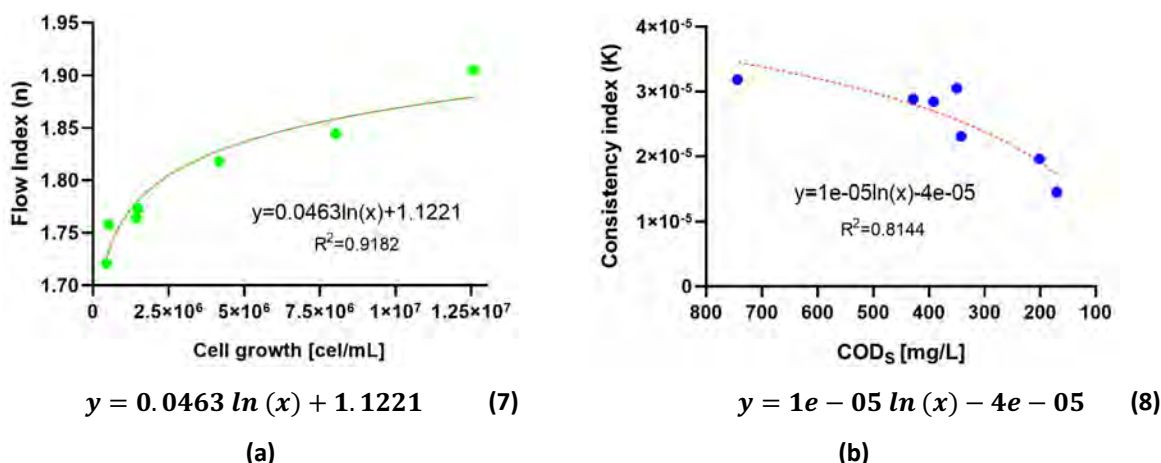 Flow Index (n)
1.95
1.90
1.85
1.80
1.75
1.70
y=0.0463ln(x)+1.1221
R²=0.9182
0 2.5×10⁶ 5×10⁶ 7.5×10⁶ 1×10⁷ 1.25×10⁷
Cell growth [cel/mL]
y = 0.0463 ln (x) + 1.1221 (7)
(a)
Consistency index (K)
4×10⁻⁵
3×10⁻⁵
2×10⁻⁵
1×10⁻⁵
0
y=1e-05ln(x)-4e-05
R²=0.8144
800 700 600 500 400 300 200 100
COD_S [mg/L]
y = 1e − 05 ln (x) − 4e − 05 (8)
(b)